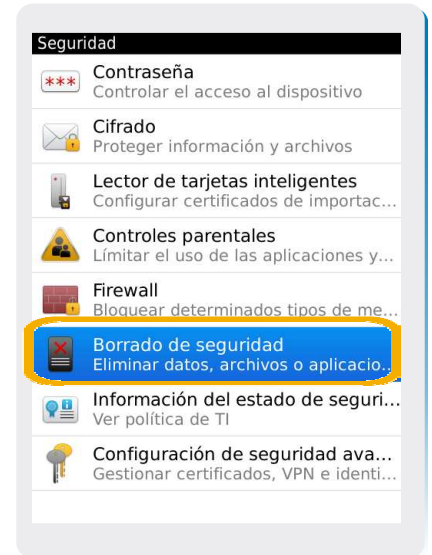 Seguridad
***
Contraseña
Controlar el acceso al dispositivo
Cifrado
Proteger información y archivos
Lector de tarjetas inteligentes
Configurar certificados de importac...
Controles parentales
Límitar el uso de las aplicaciones y...
Firewall
Bloquear determinados tipos de me...
Borrado de seguridad
Eliminar datos, archivos o aplicacio...
Información del estado de seguri...
Ver política de TI
Configuración de seguridad ava...
Gestionar certificados, VPN e identi...